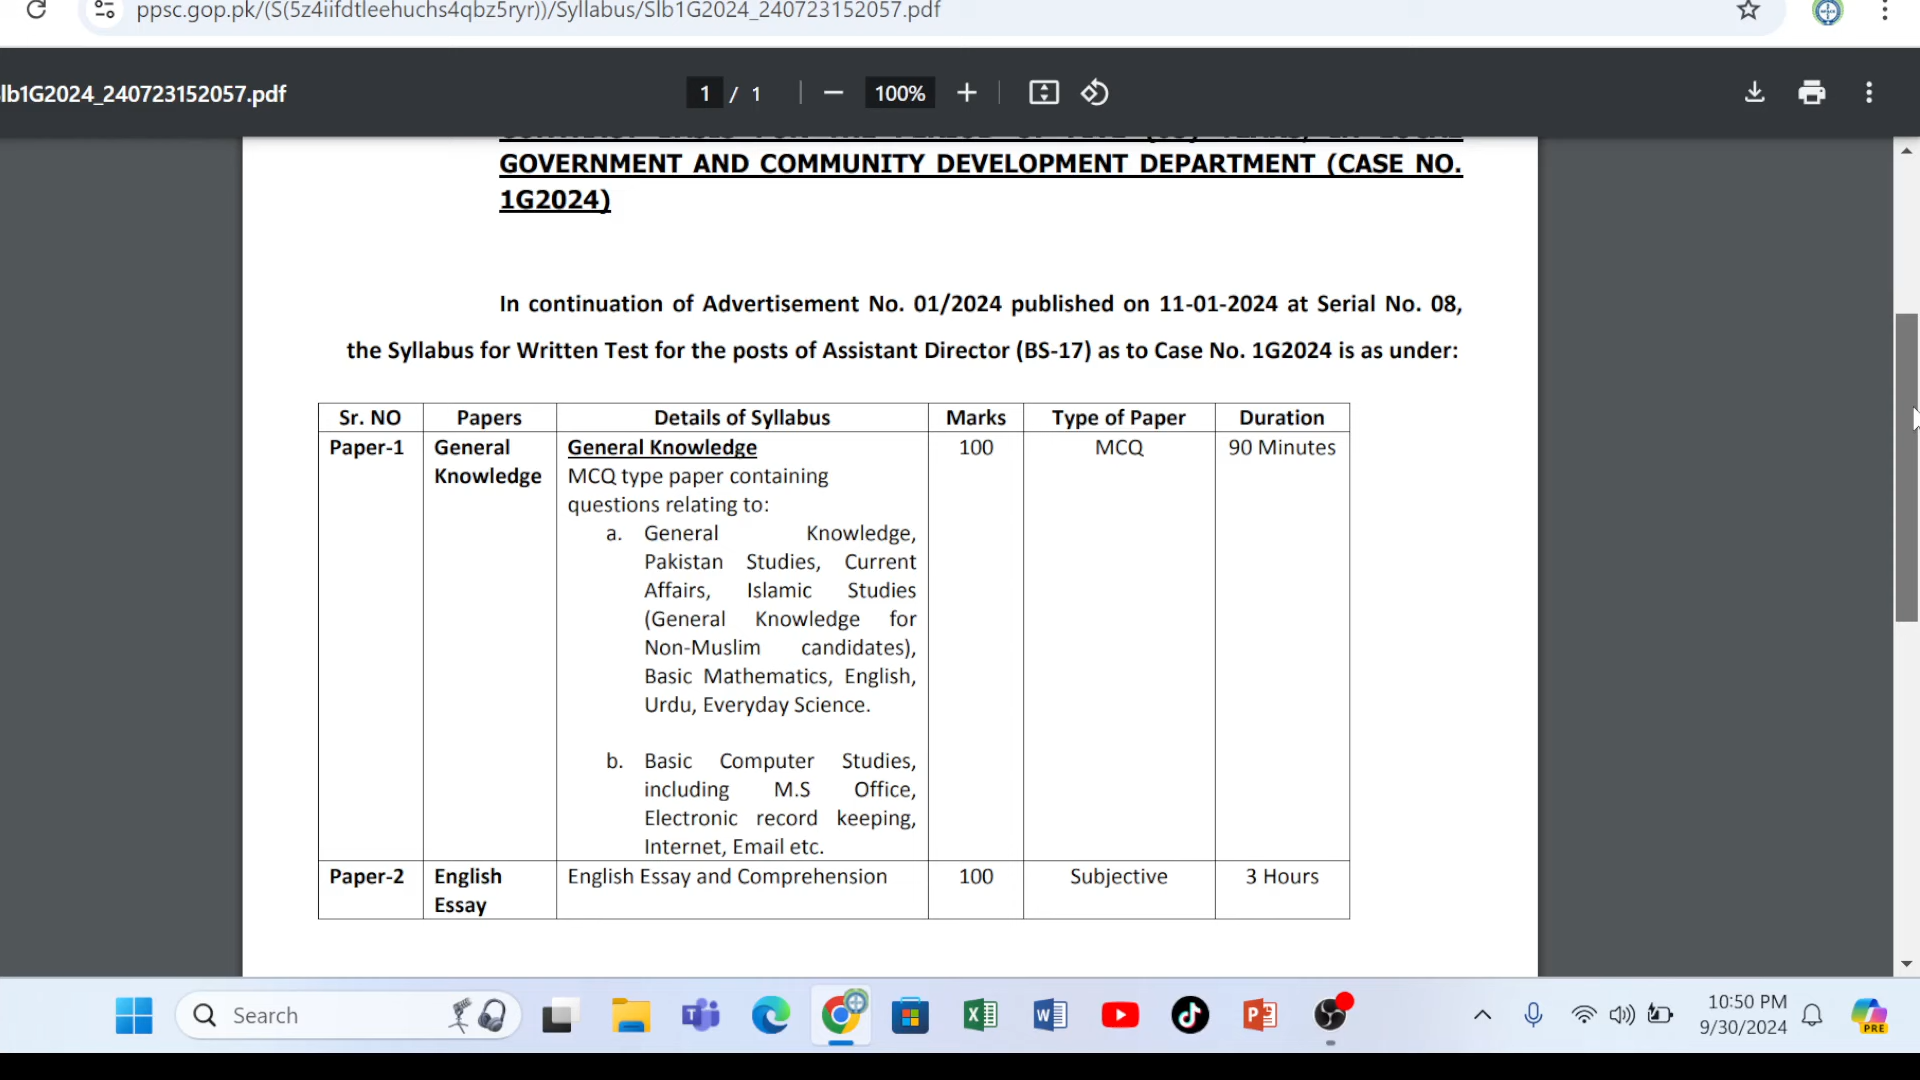 ppsc.gop.pk/(S(5z4iifdtleehuchs4qbz5ryr))/Syllabus/Slb1G2024_240723152057.pdf
lb1G2024_240723152057.pdf
1 / 1
100%
GOVERNMENT AND COMMUNITY DEVELOPMENT DEPARTMENT (CASE NO.
1G2024)
In continuation of Advertisement No. 01/2024 published on 11-01-2024 at Serial No. 08,
the Syllabus for Written Test for the posts of Assistant Director (BS-17) as to Case No. 1G2024 is as under:
Sr. NO Papers Details of Syllabus Marks Type of Paper Duration
Paper-1 General General Knowledge 100 MCQ 90 Minutes
Knowledge MCQ type paper containing
questions relating to:
a. General Knowledge,
Pakistan Studies, Current
Affairs, Islamic Studies
(General Knowledge for
Non-Muslim candidates),
Basic Mathematics, English,
Urdu, Everyday Science.
b. Basic Computer Studies,
including M.S Office,
Electronic record keeping,
Internet, Email etc.
Paper-2 English English Essay and Comprehension 100 Subjective 3 Hours
Essay
Search
10:50 PM
9/30/2024
PRE